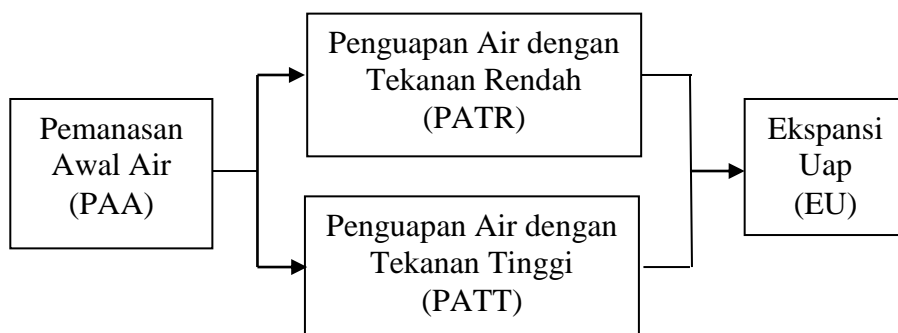 Pemanasan
Awal Air
(PAA)
Penguapan Air dengan
Tekanan Rendah
(PATR)
Penguapan Air dengan
Tekanan Tinggi
(PATT)
Ekspansi
Uap
(EU)